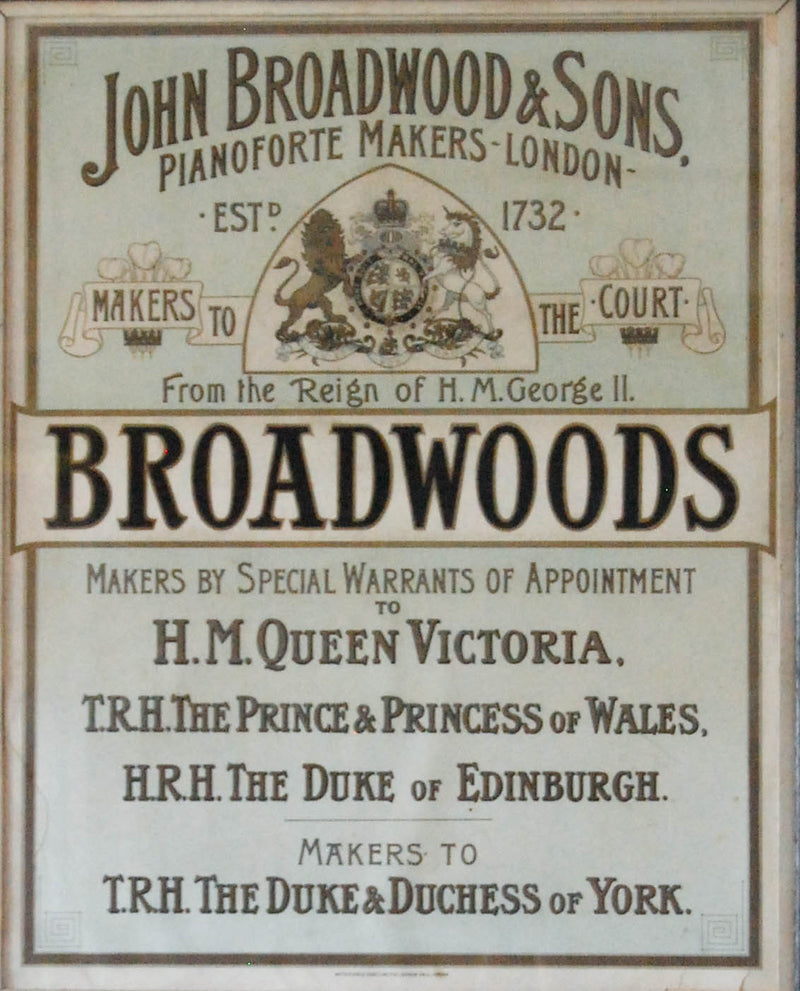 JOHN BROADWOOD & SONS,
PIANOFORTE MAKERS - LONDON -
· ESTD. 1732 ·
MAKERS TO THE · COURT ·
From the Reign of H. M. George II.
BROADWOODS
MAKERS BY SPECIAL WARRANTS OF APPOINTMENT
TO
H. M. QUEEN VICTORIA,
T.R.H. THE PRINCE & PRINCESS OF WALES,
H.R.H. THE DUKE OF EDINBURGH.
MAKERS TO
T.R.H. THE DUKE & DUCHESS OF YORK.